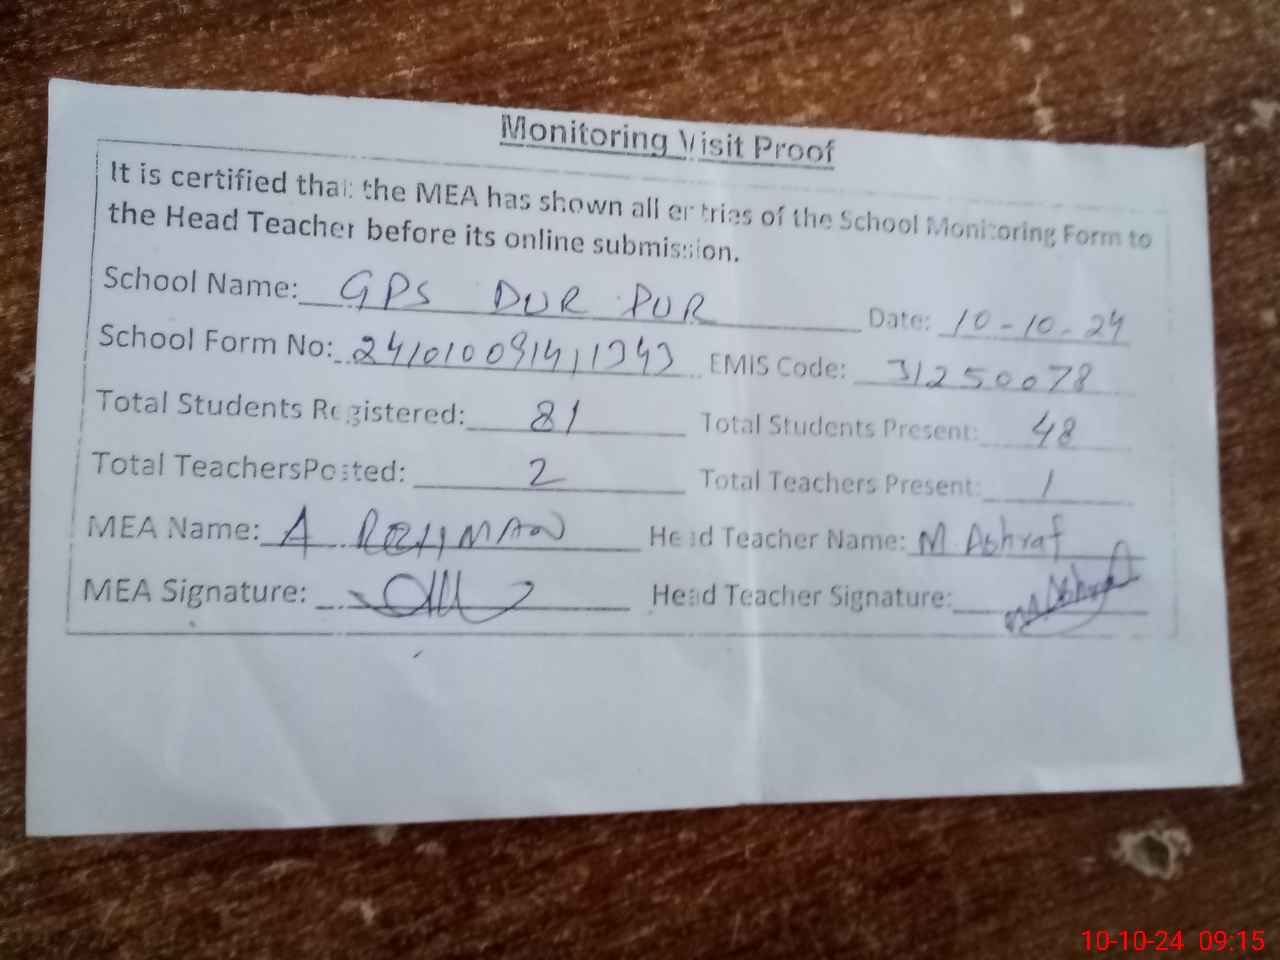 Monitoring Visit Proof
It is certified that the MEA has shown all entries of the School Monitoring Form to
the Head Teacher before its online submission.
School Name: GPS DUR PUR Date: 10-10-24
School Form No: 241010091411343 EMIS Code: 31250078
Total Students Registered: 81 Total Students Present: 48
Total TeachersPosted: 2 Total Teachers Present: 1
MEA Name: A REHMAN Head Teacher Name: M. Ashraf
MEA Signature: Head Teacher Signature: M Ashraf
10-10-24 09:15